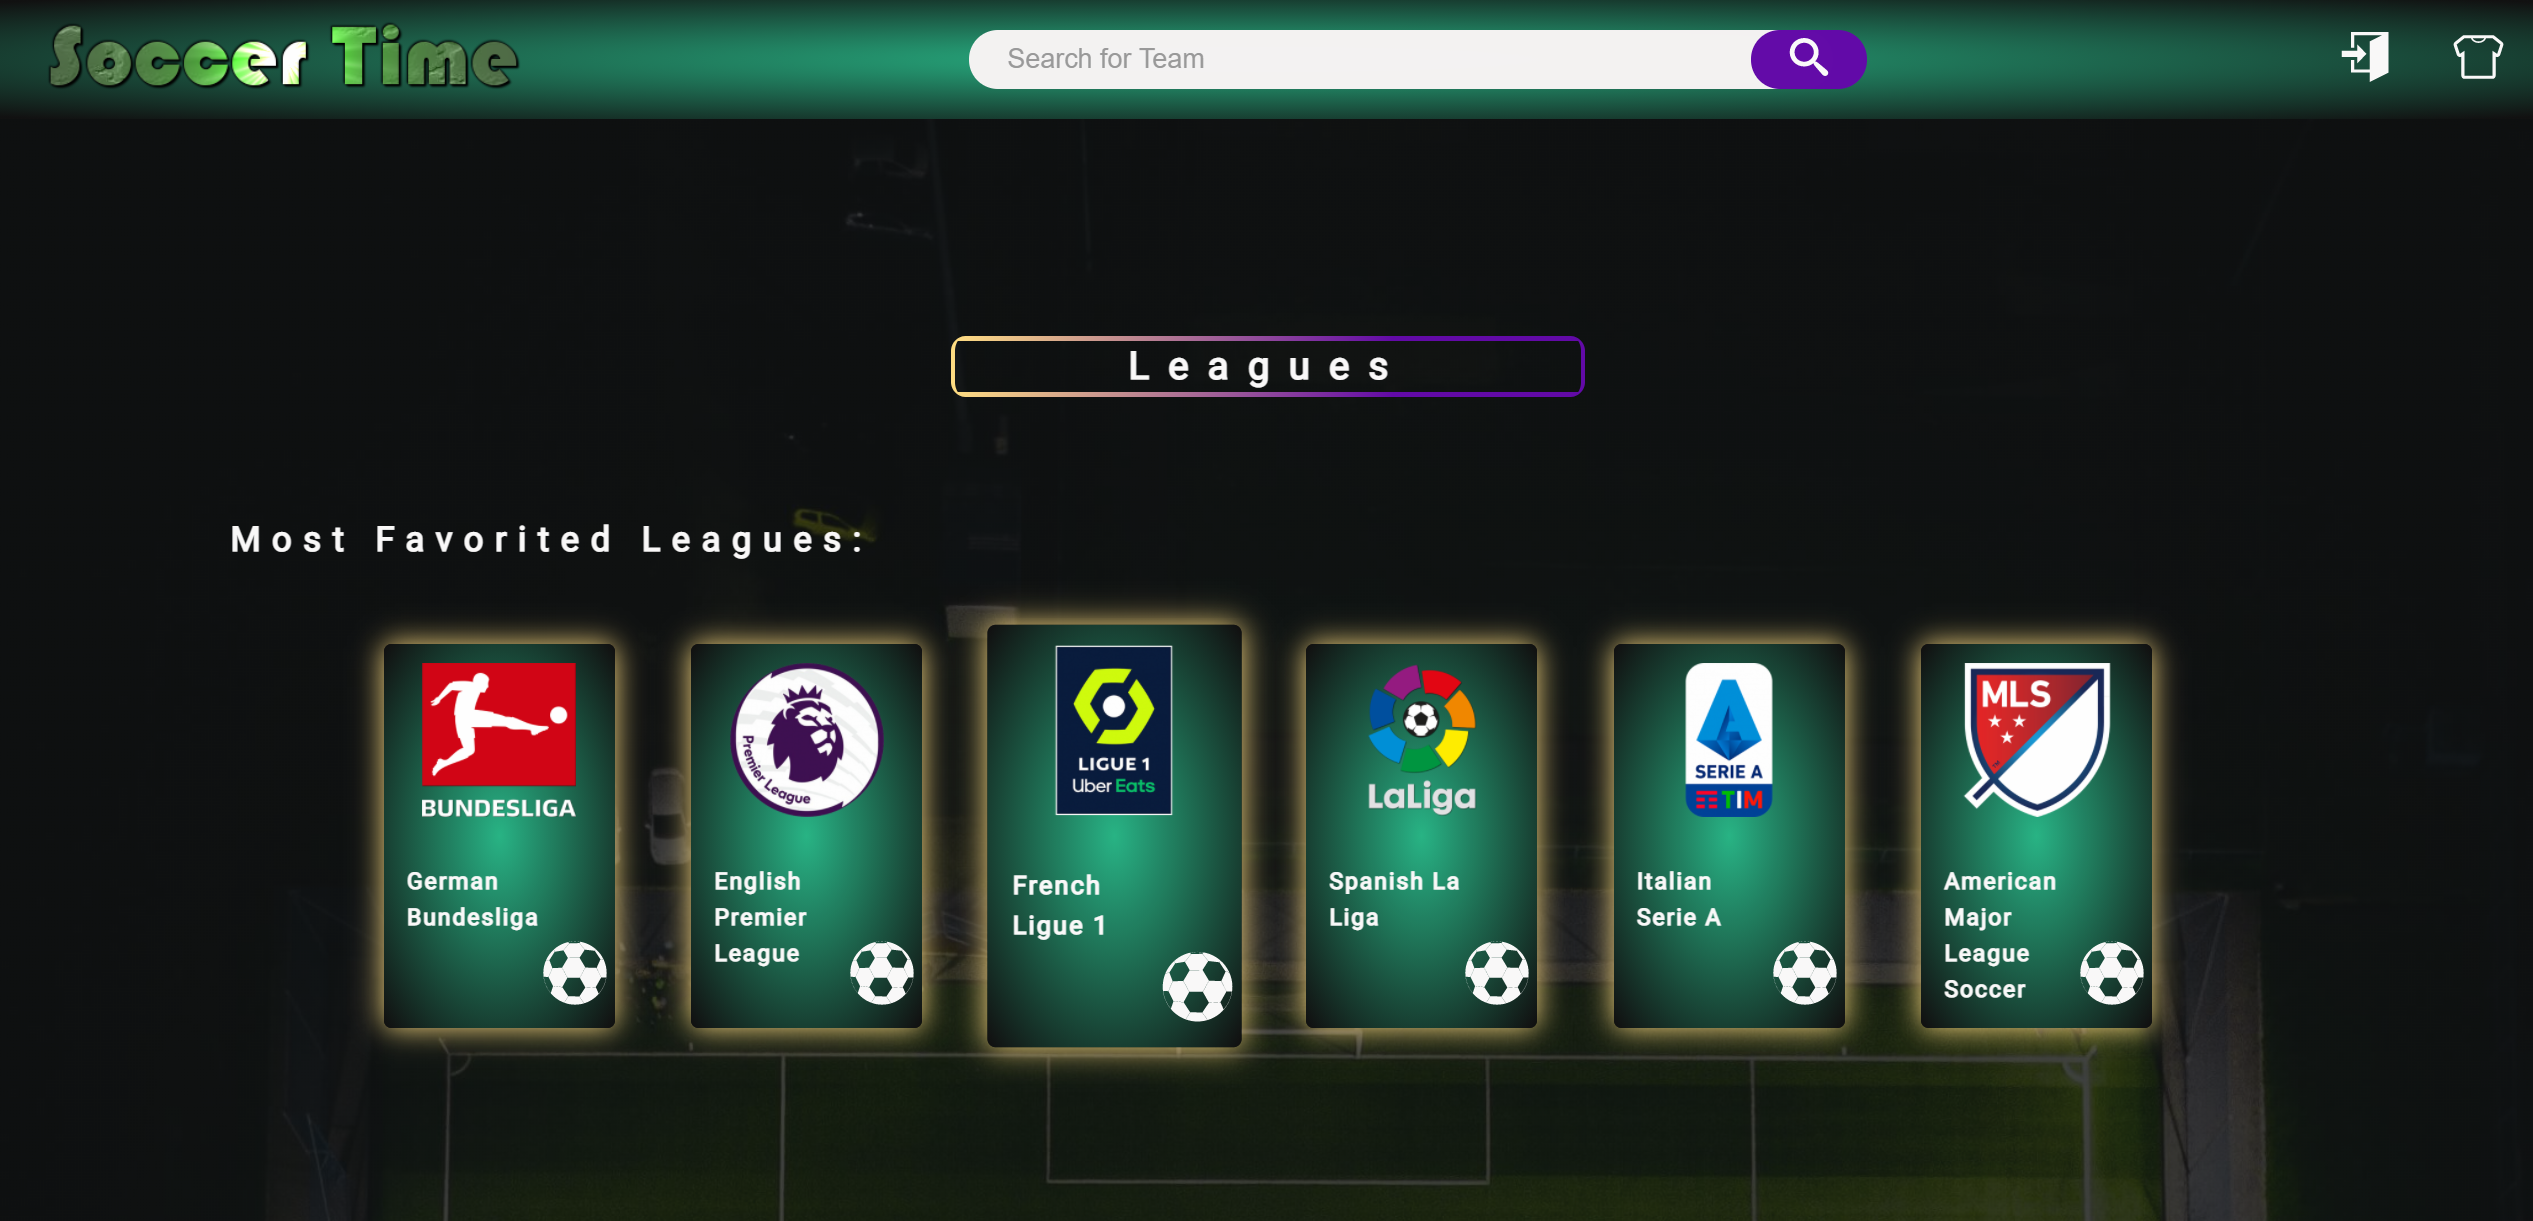 Soccer Time
Search for Team
Leagues
Most Favorited Leagues:
BUNDESLIGA
German
Bundesliga
Premier League
English
Premier
League
LIGUE 1
Uber Eats
French
Ligue 1
LaLiga
Spanish La
Liga
SERIE A
TIM
Italian
Serie A
MLS
American
Major
League
Soccer